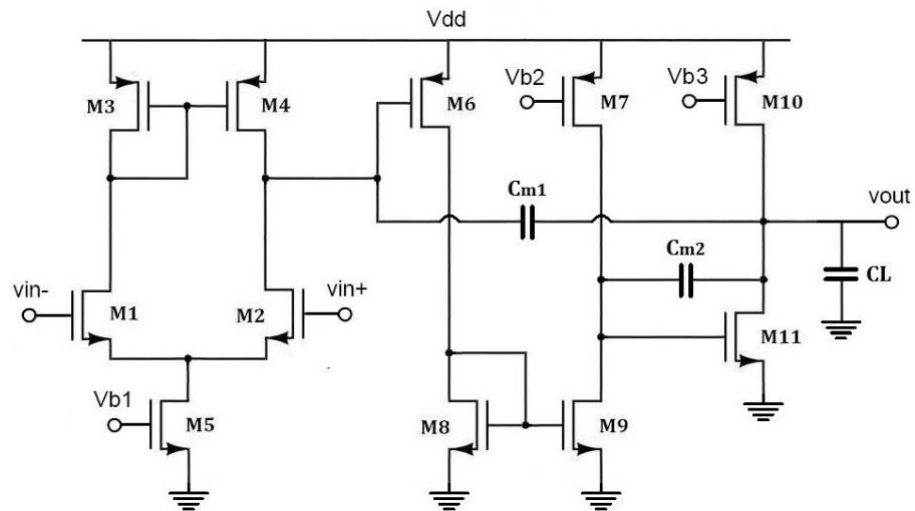 Vdd
M3
M4
M6
Vb2
M7
Vb3
M10
Cm1
vout
Cm2
CL
vin-
M1
M2
vin+
M11
Vb1
M5
M8
M9